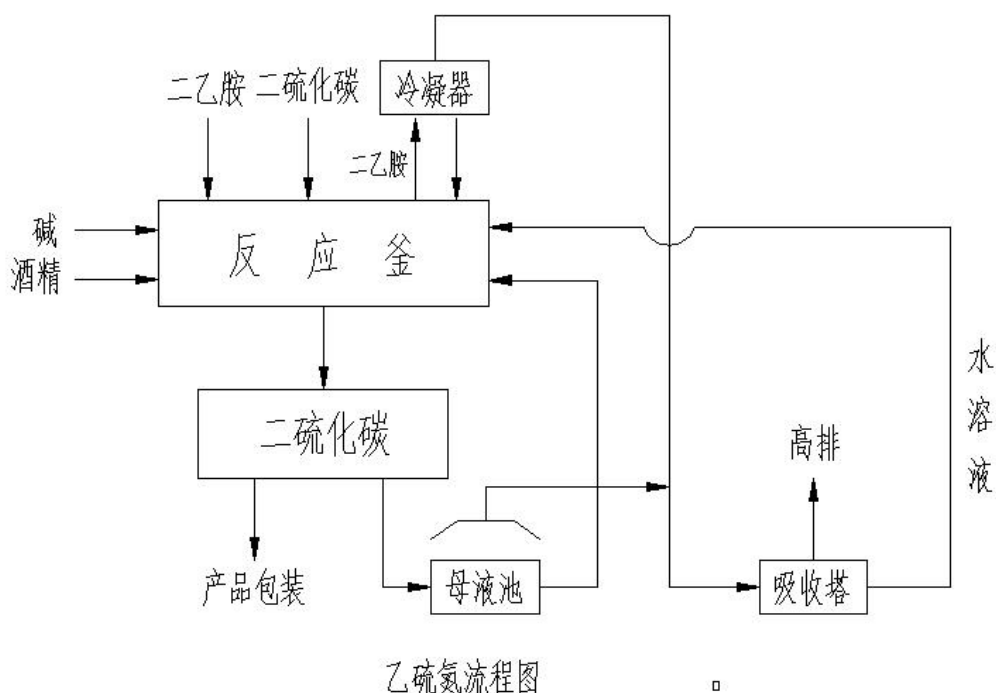 二乙胺 二硫化碳
冷凝器
二乙胺
碱
酒精
反应釜
水溶液
二硫化碳
高排
产品包装
母液池
吸收塔
乙硫氮流程图